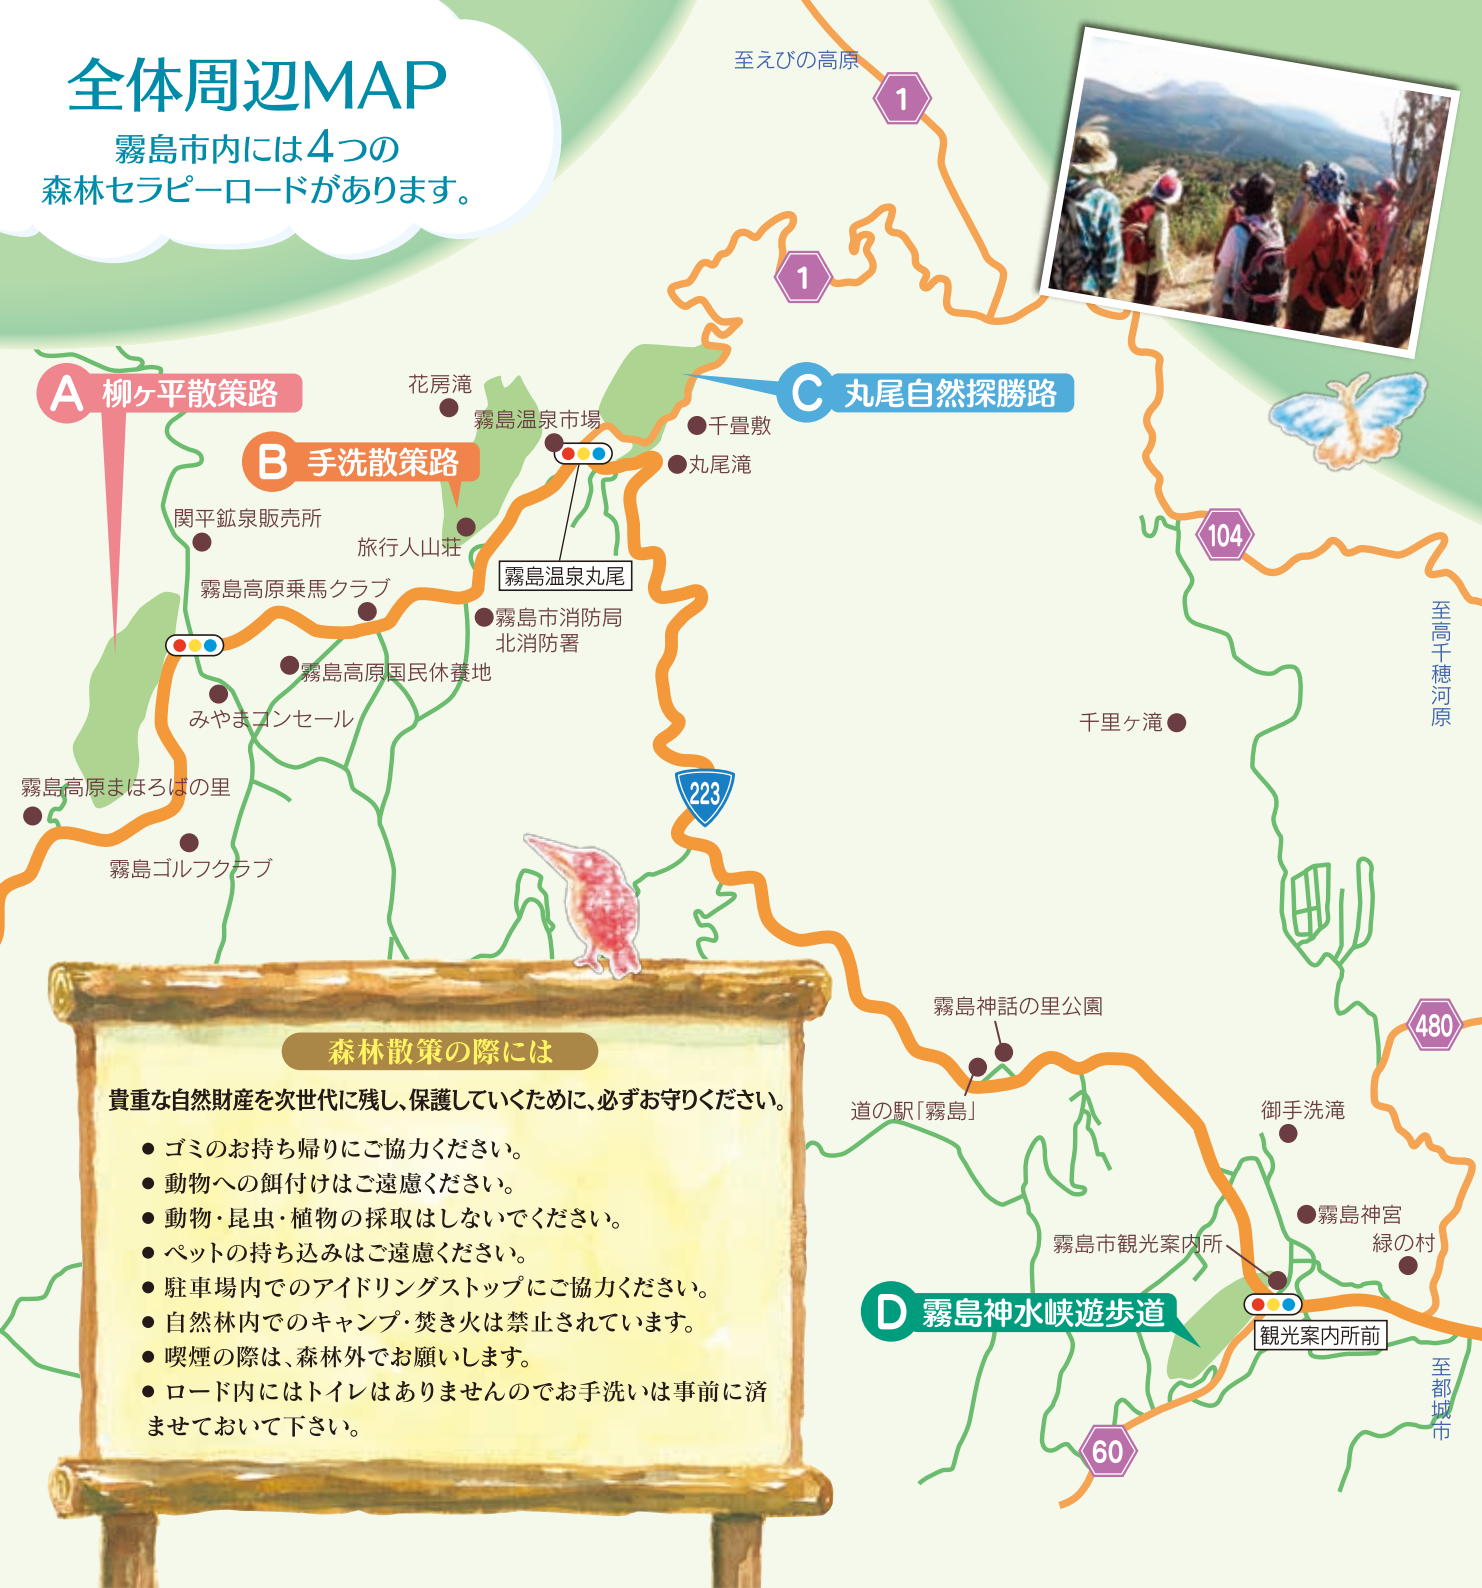 全体周辺MAP
霧島市内には4つの
森林セラピーロードがあります。
至えびの高原
1
1
A 柳ヶ平散策路
花房滝
霧島温泉市場
C 丸尾自然探勝路
千畳敷
B 手洗散策路
丸尾滝
関平鉱泉販売所
旅行人山荘
104
霧島温泉丸尾
霧島高原乗馬クラブ
霧島市消防局
北消防署
至高千穂河原
霧島高原国民休養地
みやまコンセール
千里ヶ滝
霧島高原まほろばの里
223
霧島ゴルフクラブ
霧島神話の里公園
480
道の駅「霧島」
御手洗滝
霧島神宮
霧島市観光案内所
緑の村
D 霧島神水峡遊歩道
観光案内所前
至都城市
60
森林散策の際には
貴重な自然財産を次世代に残し、保護していくために、必ずお守りください。
● ゴミのお持ち帰りにご協力ください。
● 動物への餌付けはご遠慮ください。
● 動物・昆虫・植物の採取はしないでください。
● ペットの持ち込みはご遠慮ください。
● 駐車場内でのアイドリングストップにご協力ください。
● 自然林内でのキャンプ・焚き火は禁止されています。
● 喫煙の際は、森林外でお願いします。
● ロード内にはトイレはありませんのでお手洗いは事前に済
ませておいて下さい。